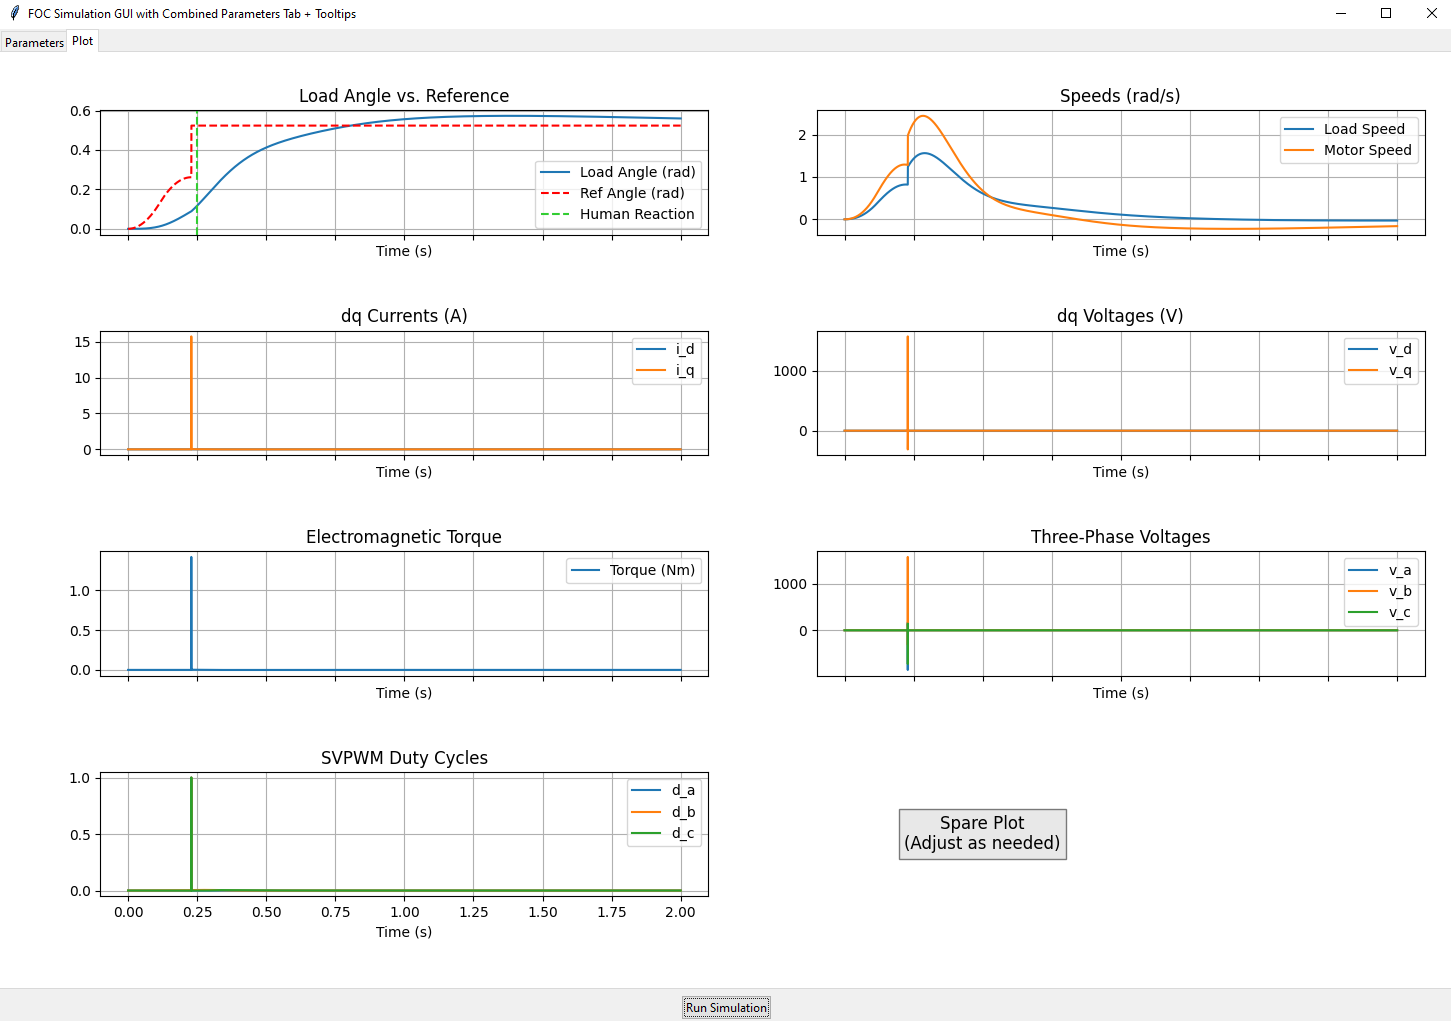 FOC Simulation GUI with Combined Parameters Tab + Tooltips
Parameters
Plot
Load Angle vs. Reference
0.6
0.4
0.2
0.0
Load Angle (rad)
Ref Angle (rad)
Human Reaction
Time (s)
Speeds (rad/s)
2
1
0
Load Speed
Motor Speed
Time (s)
dq Currents (A)
15
10
5
0
i_d
i_q
Time (s)
dq Voltages (V)
1000
0
v_d
v_q
Time (s)
Electromagnetic Torque
1.0
0.5
0.0
Torque (Nm)
Time (s)
Three-Phase Voltages
1000
0
v_a
v_b
v_c
Time (s)
SVPWM Duty Cycles
1.0
0.5
0.0
d_a
d_b
d_c
0.00 0.25 0.50 0.75 1.00 1.25 1.50 1.75 2.00
Time (s)
Spare Plot
(Adjust as needed)
Run Simulation